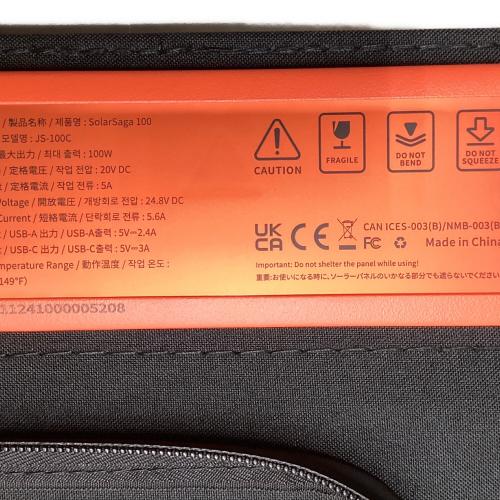 / 製品名称 / 제품명 : SolarSaga 100
모델명 : JS-100C
最大出力 / 최대 출력 : 100W
/ 定格電圧 / 작업 전압 : 20V DC
/ 定格電流 / 작업 전류 : 5A
Voltage / 開放電圧 / 개방회로 전압 : 24.8V DC
Current / 短絡電流 / 단락회로 전류 : 5.6A
USB-A 出力 / USB-A출력 : 5V⎓2.4A
USB-C 出力 / USB-C출력 : 5V⎓3A
Temperature Range / 動作温度 / 작업 온도 :
149°F)
11241000005208
CAUTION
FRAGILE
DO NOT
BEND
DO NOT
SQUEEZE
UK
CA CE FC
CAN ICES-003(B)/NMB-003(B
Made in China
Important: Do not shelter the panel while using!
重要:お使いになる時に、ソーラーパネルのいかなる部分でも遮らないでください